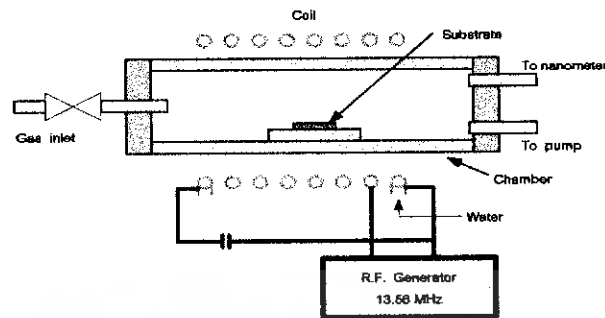 Coil
Substrate
To nanometer
Gas inlet
To pump
Chamber
Water
R.F. Generator
13.56 MHz